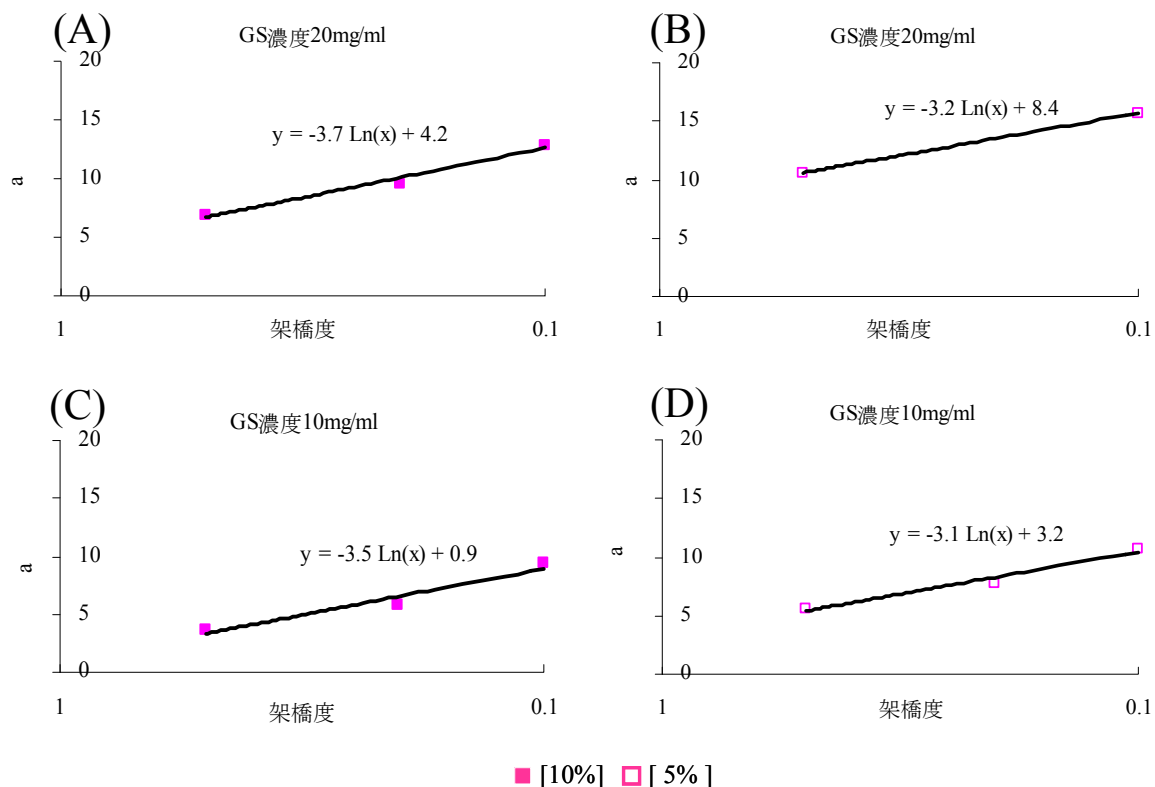 (A)
GS濃度20mg/ml
20
15
10
5
0
a
y = -3.7 Ln(x) + 4.2
1
架橋度
0.1
(B)
GS濃度20mg/ml
20
15
10
5
0
y = -3.2 Ln(x) + 8.4
1
架橋度
0.1
(C)
GS濃度10mg/ml
20
15
10
5
0
a
y = -3.5 Ln(x) + 0.9
1
架橋度
0.1
(D)
GS濃度10mg/ml
20
15
10
5
0
y = -3.1 Ln(x) + 3.2
1
架橋度
0.1
[10%] [ 5% ]